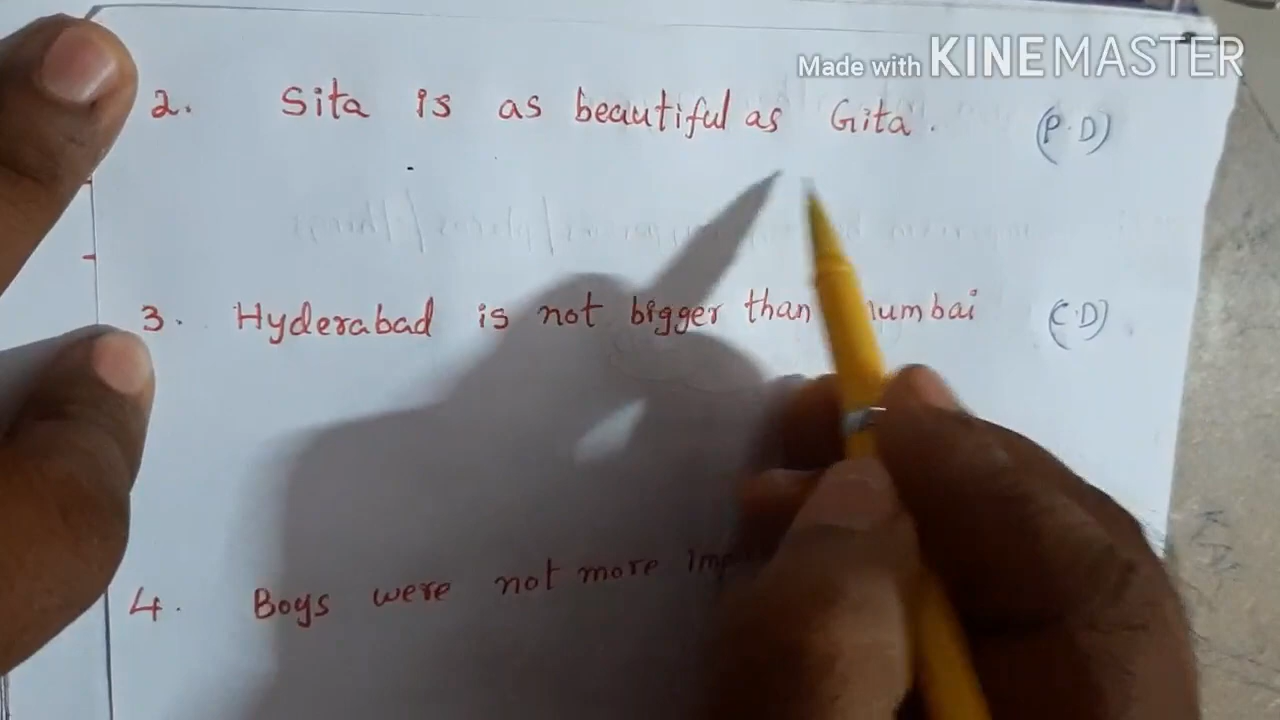 Made with KINEMASTER
2. Sita is as beautiful as Gita. (P.D)
3. Hyderabad is not bigger than (C.D)
4. Boys were not more